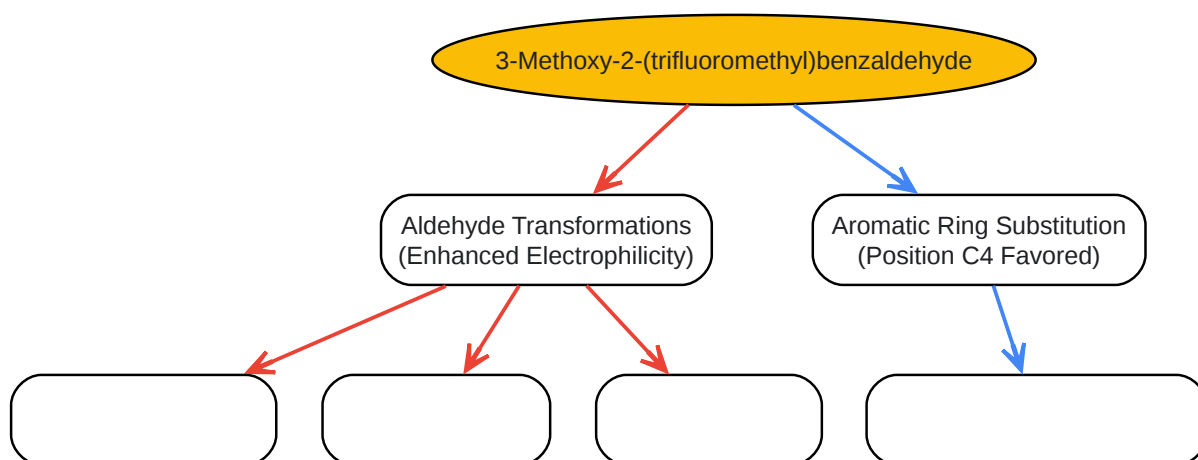 3-Methoxy-2-(trifluoromethyl)benzaldehyde
Aldehyde Transformations
(Enhanced Electrophilicity)
Aromatic Ring Substitution
(Position C4 Favored)